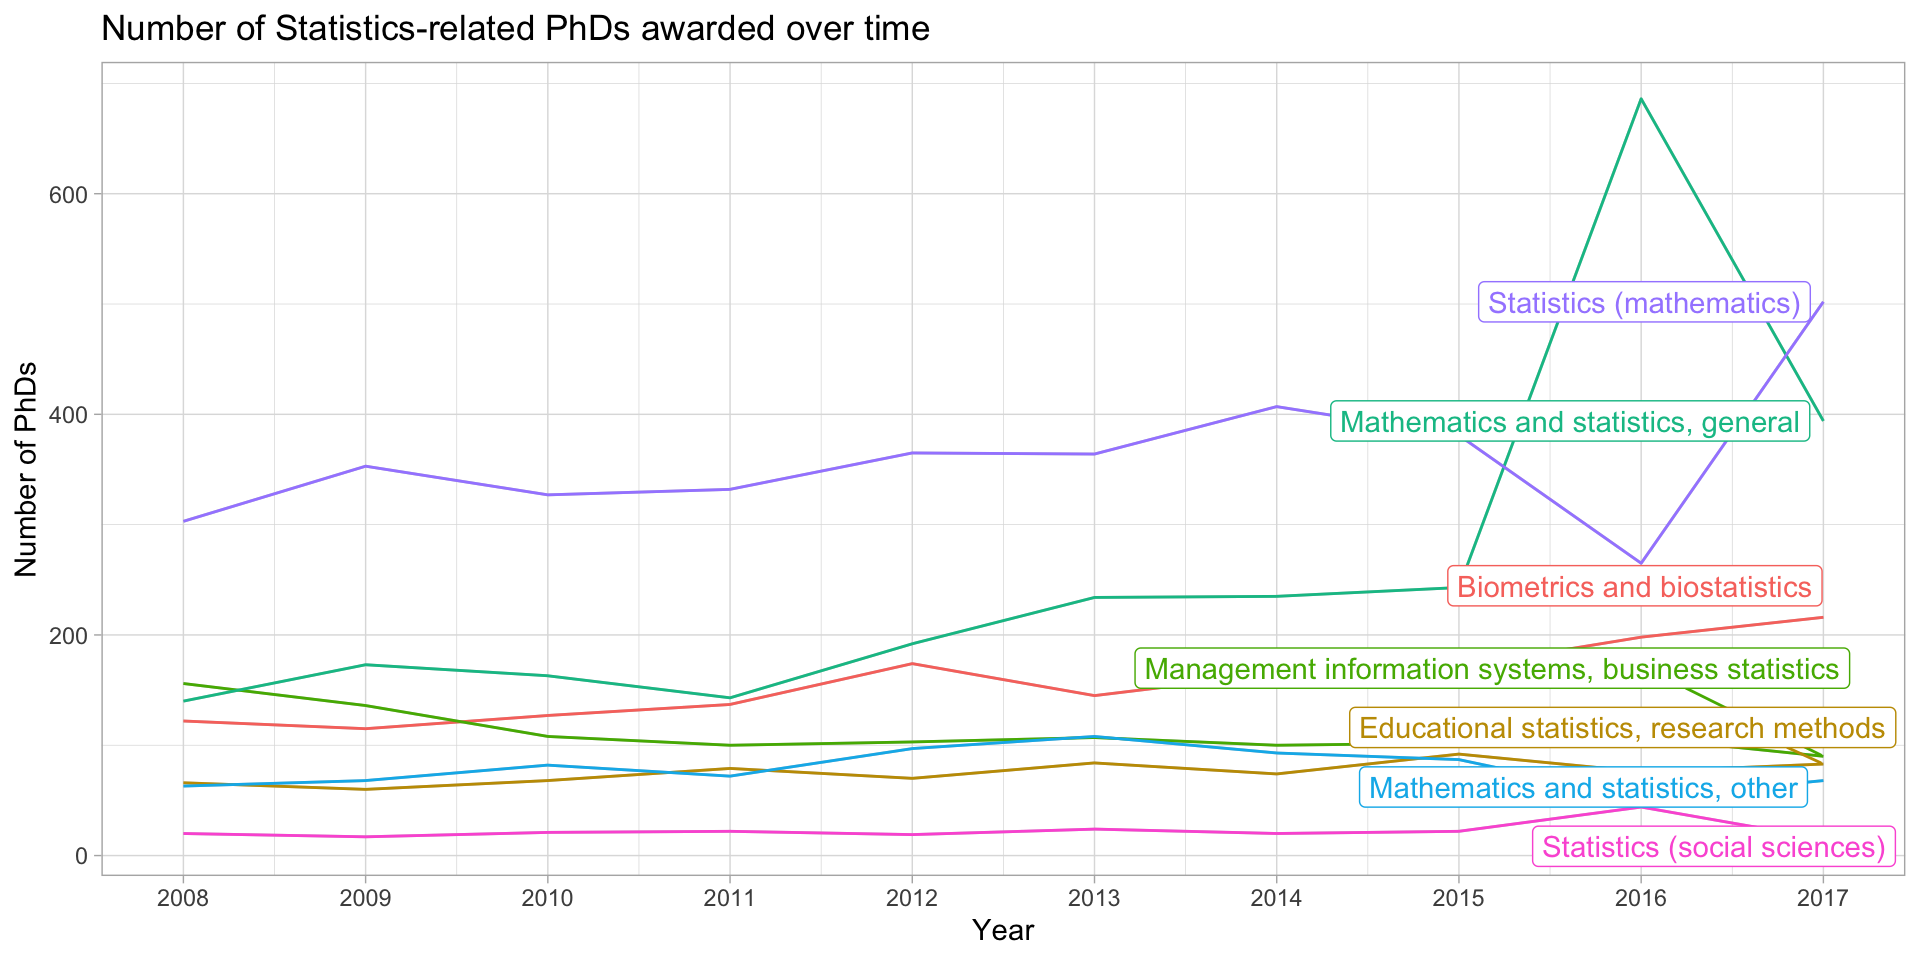 Number of Statistics-related PhDs awarded over time
Number of PhDs
600
400
200
0
Statistics (mathematics)
Mathematics and statistics, general
Biometrics and biostatistics
Management information systems, business statistics
Educational statistics, research methods
Mathematics and statistics, other
Statistics (social sciences)
2008 2009 2010 2011 2012 2013 2014 2015 2016 2017
Year